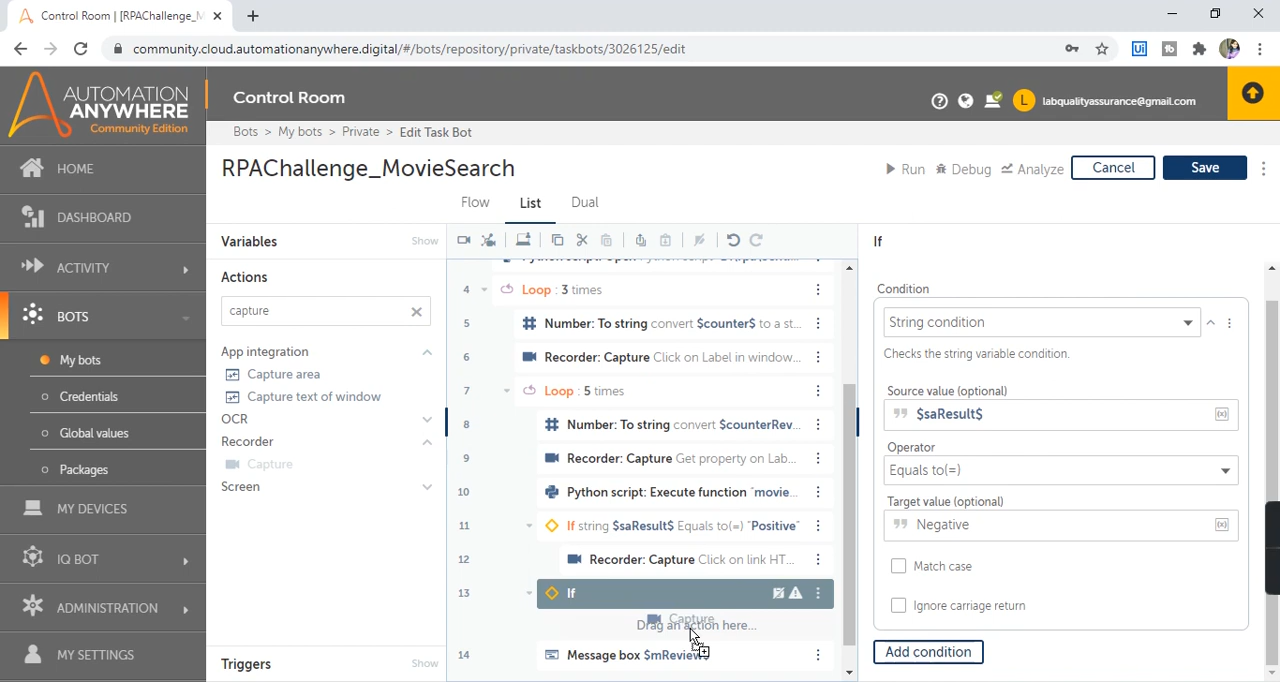 Control Room | [RPAChallenge_M
community.cloud.automationanywhere.digital/#/bots/repository/private/taskbots/3026125/edit
AUTOMATION
ANYWHERE
Community Edition
Control Room
L labqualityassurance@gmail.com
Bots > My bots > Private > Edit Task Bot
RPAChallenge_MovieSearch
Run
Debug
Analyze
Cancel
Save
Flow
List
Dual
HOME
DASHBOARD
ACTIVITY
BOTS
My bots
Credentials
Global values
Packages
MY DEVICES
IQ BOT
ADMINISTRATION
MY SETTINGS
Variables Show
Actions
capture
App integration
Capture area
Capture text of window
OCR
Recorder
Capture
Screen
Triggers Show
4 Loop : 3 times
5 Number: To string convert $counter$ to a st...
6 Recorder: Capture Click on Label in window...
7 Loop : 5 times
8 Number: To string convert $counterRev...
9 Recorder: Capture Get property on Lab...
10 Python script: Execute function "movie...
11 If string $saResult$ Equals to(=) "Positive"
12 Recorder: Capture Click on link HT...
13 If
Capture
Drag an action here...
14 Message box $mReview$
If
Condition
String condition
Checks the string variable condition.
Source value (optional)
$saResult$
(x)
Operator
Equals to(=)
Target value (optional)
Negative
(x)
Match case
Ignore carriage return
Add condition